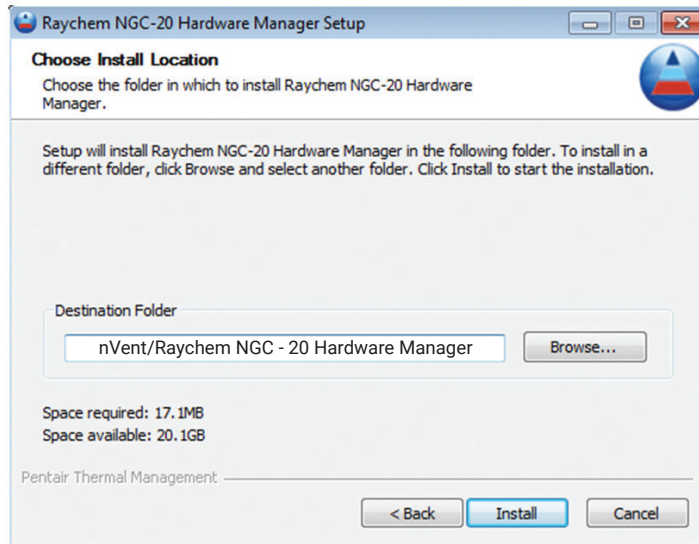 Raychem NGC-20 Hardware Manager Setup
Choose Install Location
Choose the folder in which to install Raychem NGC-20 Hardware
Manager.
Setup will install Raychem NGC-20 Hardware Manager in the following folder. To install in a
different folder, click Browse and select another folder. Click Install to start the installation.
Destination Folder
nVent/Raychem NGC - 20 Hardware Manager
Browse...
Space required: 17.1MB
Space available: 20.1GB
Pentair Thermal Management
< Back
Install
Cancel